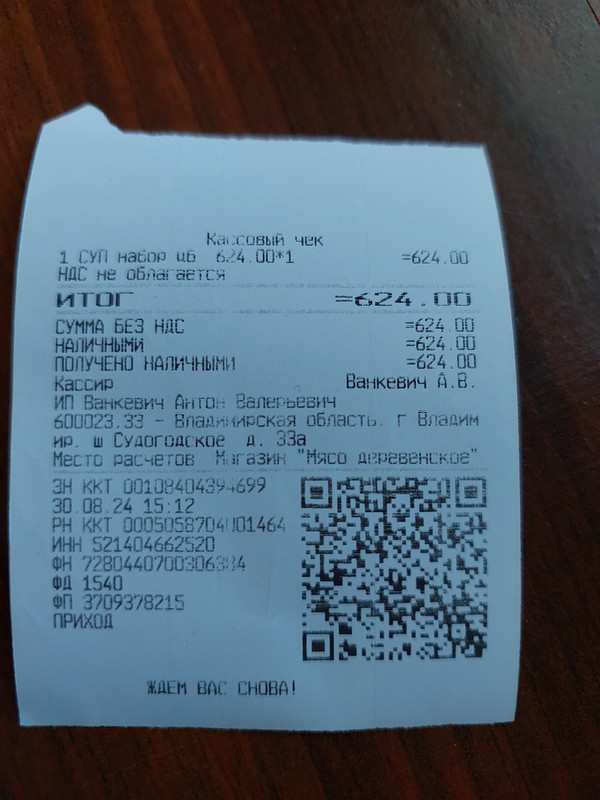 Кассовый чек
1 СУП набор цб 624.00*1 =624.00
НДС не облагается
ИТОГ =624.00
СУММА БЕЗ НДС =624.00
НАЛИЧНЫМИ =624.00
ПОЛУЧЕНО НАЛИЧНЫМИ =624.00
Кассир Ванкевич А.В.
ИП Ванкевич Антон Валерьевич
600023.33 - Владимирская область. г Владим
ир. ш Судогодское д. 33а
Место расчетов Магазин "Мясо деревенское"
ЗН ККТ
30.08.24 15:12
РН ККТ
ИНН 521404662520
ФН
ФД 1540
ФП 3709378215
ПРИХОД
ЖДЕМ ВАС СНОВА!